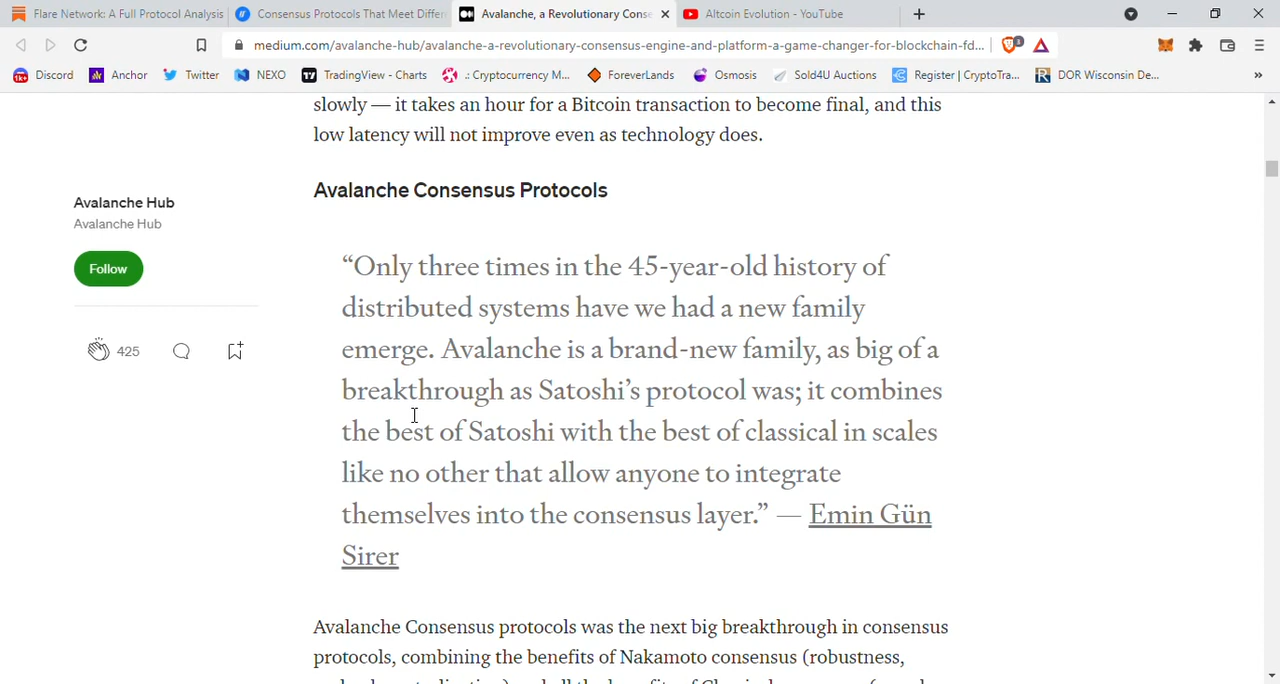 Flare Network: A Full Protocol Analysis
Consensus Protocols That Meet Differ
Avalanche, a Revolutionary Conse
Altcoin Evolution - YouTube
medium.com/avalanche-hub/avalanche-a-revolutionary-consensus-engine-and-platform-a-game-changer-for-blockchain-fd...
3
Discord
Anchor
Twitter
NEXO
TradingView - Charts
.: Cryptocurrency M...
ForeverLands
Osmosis
Sold4U Auctions
Register | CryptoTra...
DOR Wisconsin De...
»
slowly — it takes an hour for a Bitcoin transaction to become final, and this
low latency will not improve even as technology does.
Avalanche Consensus Protocols
Avalanche Hub
Avalanche Hub
Follow
425
“Only three times in the 45-year-old history of
distributed systems have we had a new family
emerge. Avalanche is a brand-new family, as big of a
breakthrough as Satoshi’s protocol was; it combines
the best of Satoshi with the best of classical in scales
like no other that allow anyone to integrate
themselves into the consensus layer.” — Emin Gün
Sirer
Avalanche Consensus protocols was the next big breakthrough in consensus
protocols, combining the benefits of Nakamoto consensus (robustness,